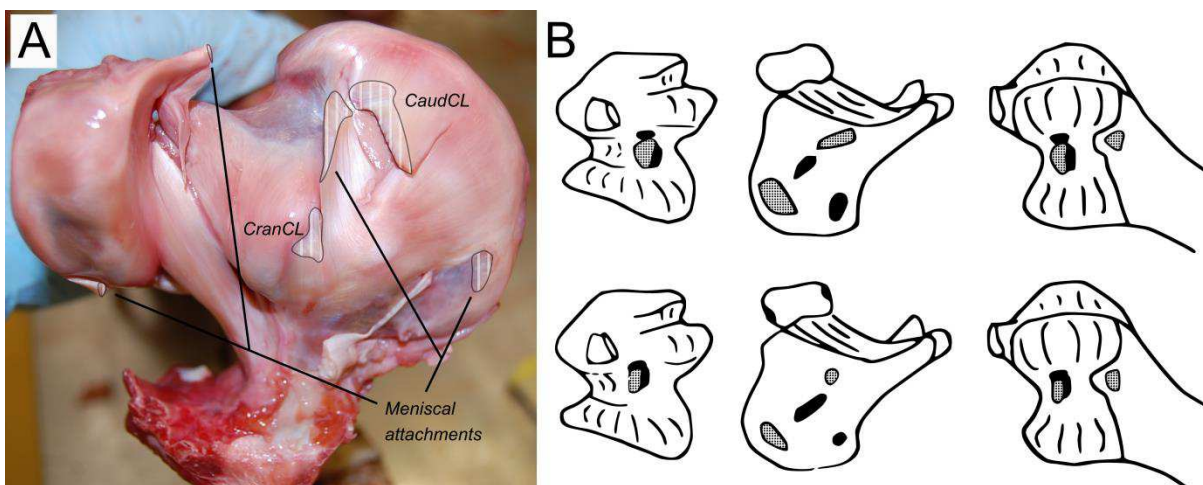 A
CaudCL
CranCL
Meniscal
attachments
B